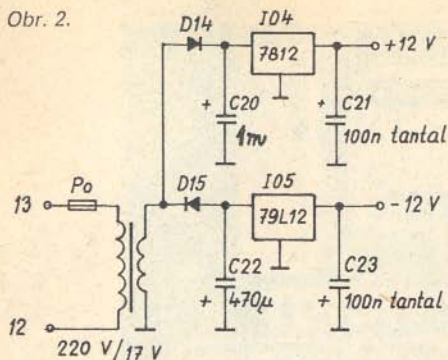 Obr. 2.
D14
IO4
7812
+12 V
+
C20
1m
+
C21
100n tantal
13
Po
D15
IO5
79L12
-12 V
C22
+
470µ
C23
+
100n tantal
12
220 V/17 V